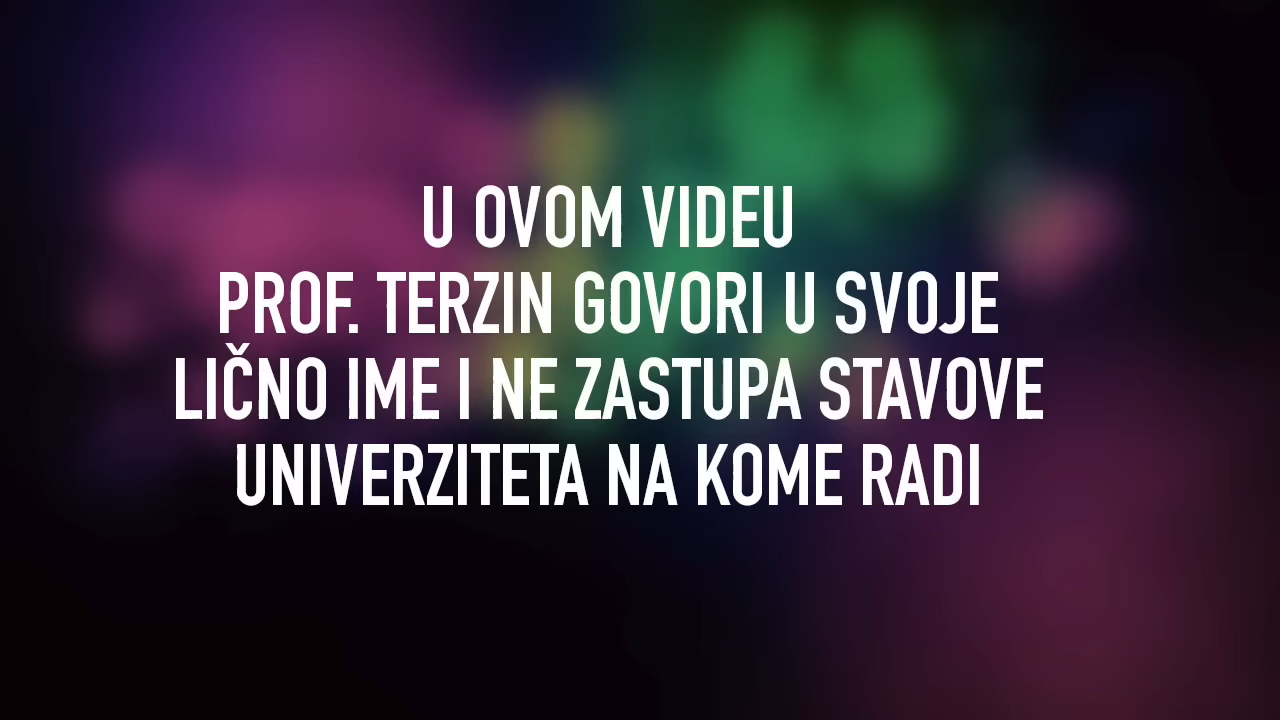 U OVOM VIDEU
PROF. TERZIN GOVORI U SVOJE
LIČNO IME I NE ZASTUPA STAVOVE
UNIVERZITETA NA KOME RADI